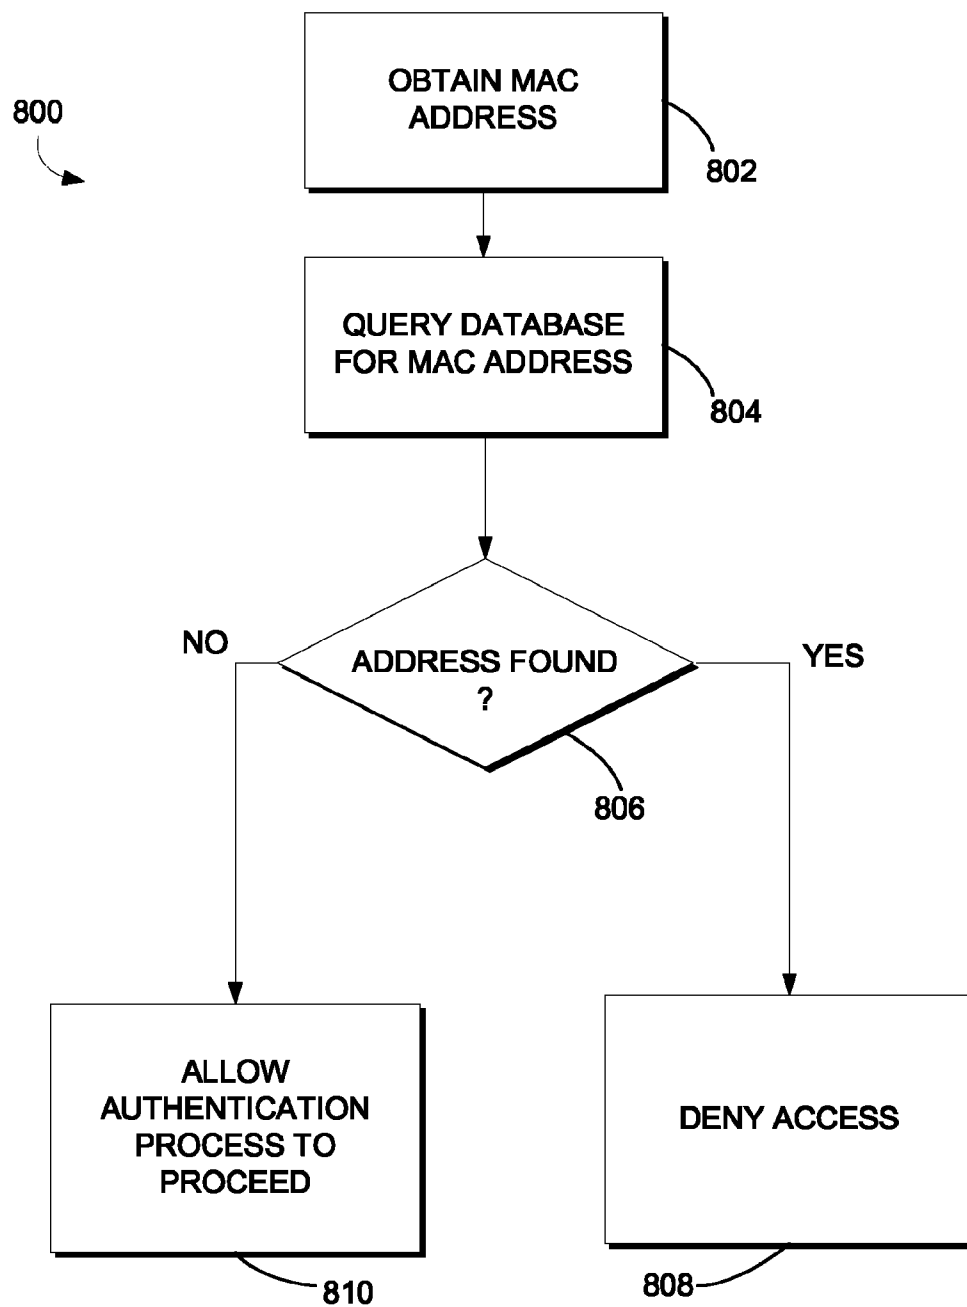 OBTAIN MAC
ADDRESS
800
802
QUERY DATABASE
FOR MAC ADDRESS
804
NO
ADDRESS FOUND
?
YES
806
ALLOW
AUTHENTICATION
PROCESS TO
PROCEED
DENY ACCESS
810
808